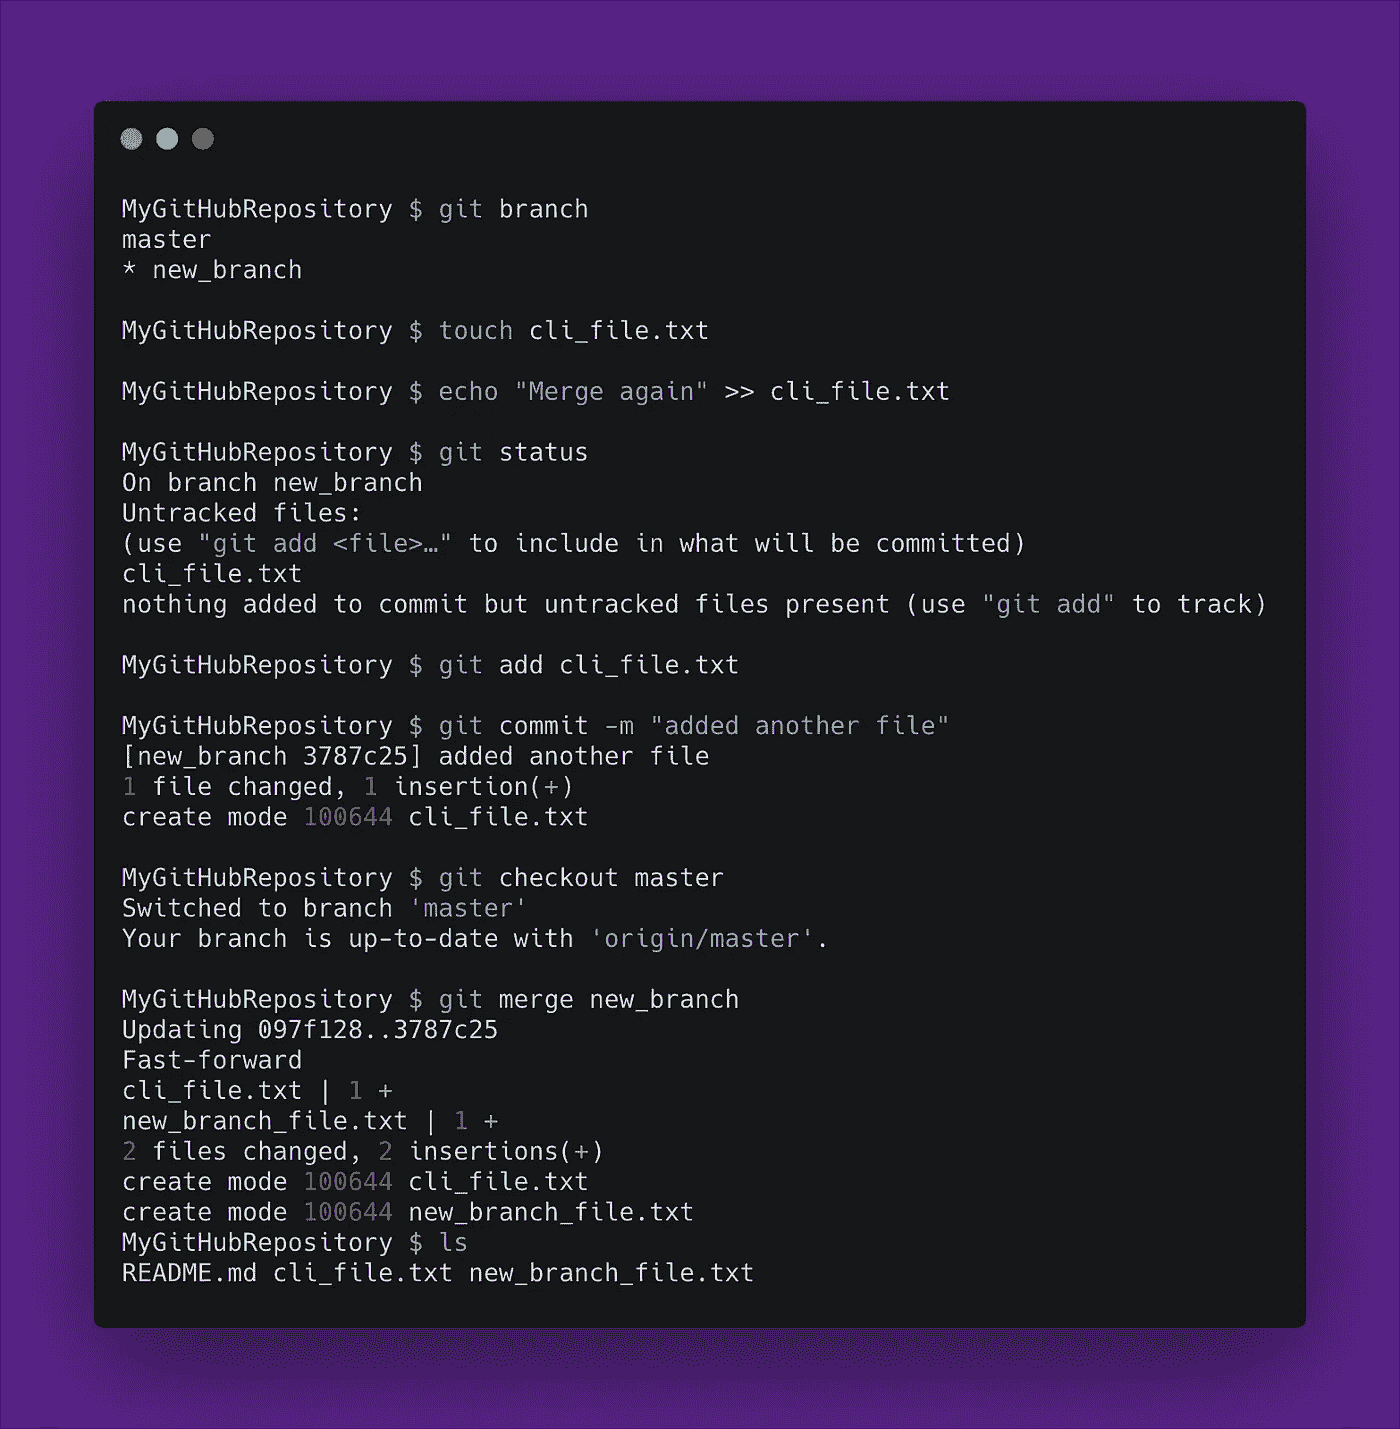 MyGitHubRepository $ git branch
master
* new_branch
MyGitHubRepository $ touch cli_file.txt
MyGitHubRepository $ echo "Merge again" >> cli_file.txt
MyGitHubRepository $ git status
On branch new_branch
Untracked files:
(use "git add <file>…" to include in what will be committed)
cli_file.txt
nothing added to commit but untracked files present (use "git add" to track)
MyGitHubRepository $ git add cli_file.txt
MyGitHubRepository $ git commit -m "added another file"
[new_branch 3787c25] added another file
1 file changed, 1 insertion(+)
create mode 100644 cli_file.txt
MyGitHubRepository $ git checkout master
Switched to branch 'master'
Your branch is up-to-date with 'origin/master'.
MyGitHubRepository $ git merge new_branch
Updating 097f128..3787c25
Fast-forward
cli_file.txt | 1 +
new_branch_file.txt | 1 +
2 files changed, 2 insertions(+)
create mode 100644 cli_file.txt
create mode 100644 new_branch_file.txt
MyGitHubRepository $ ls
README.md cli_file.txt new_branch_file.txt